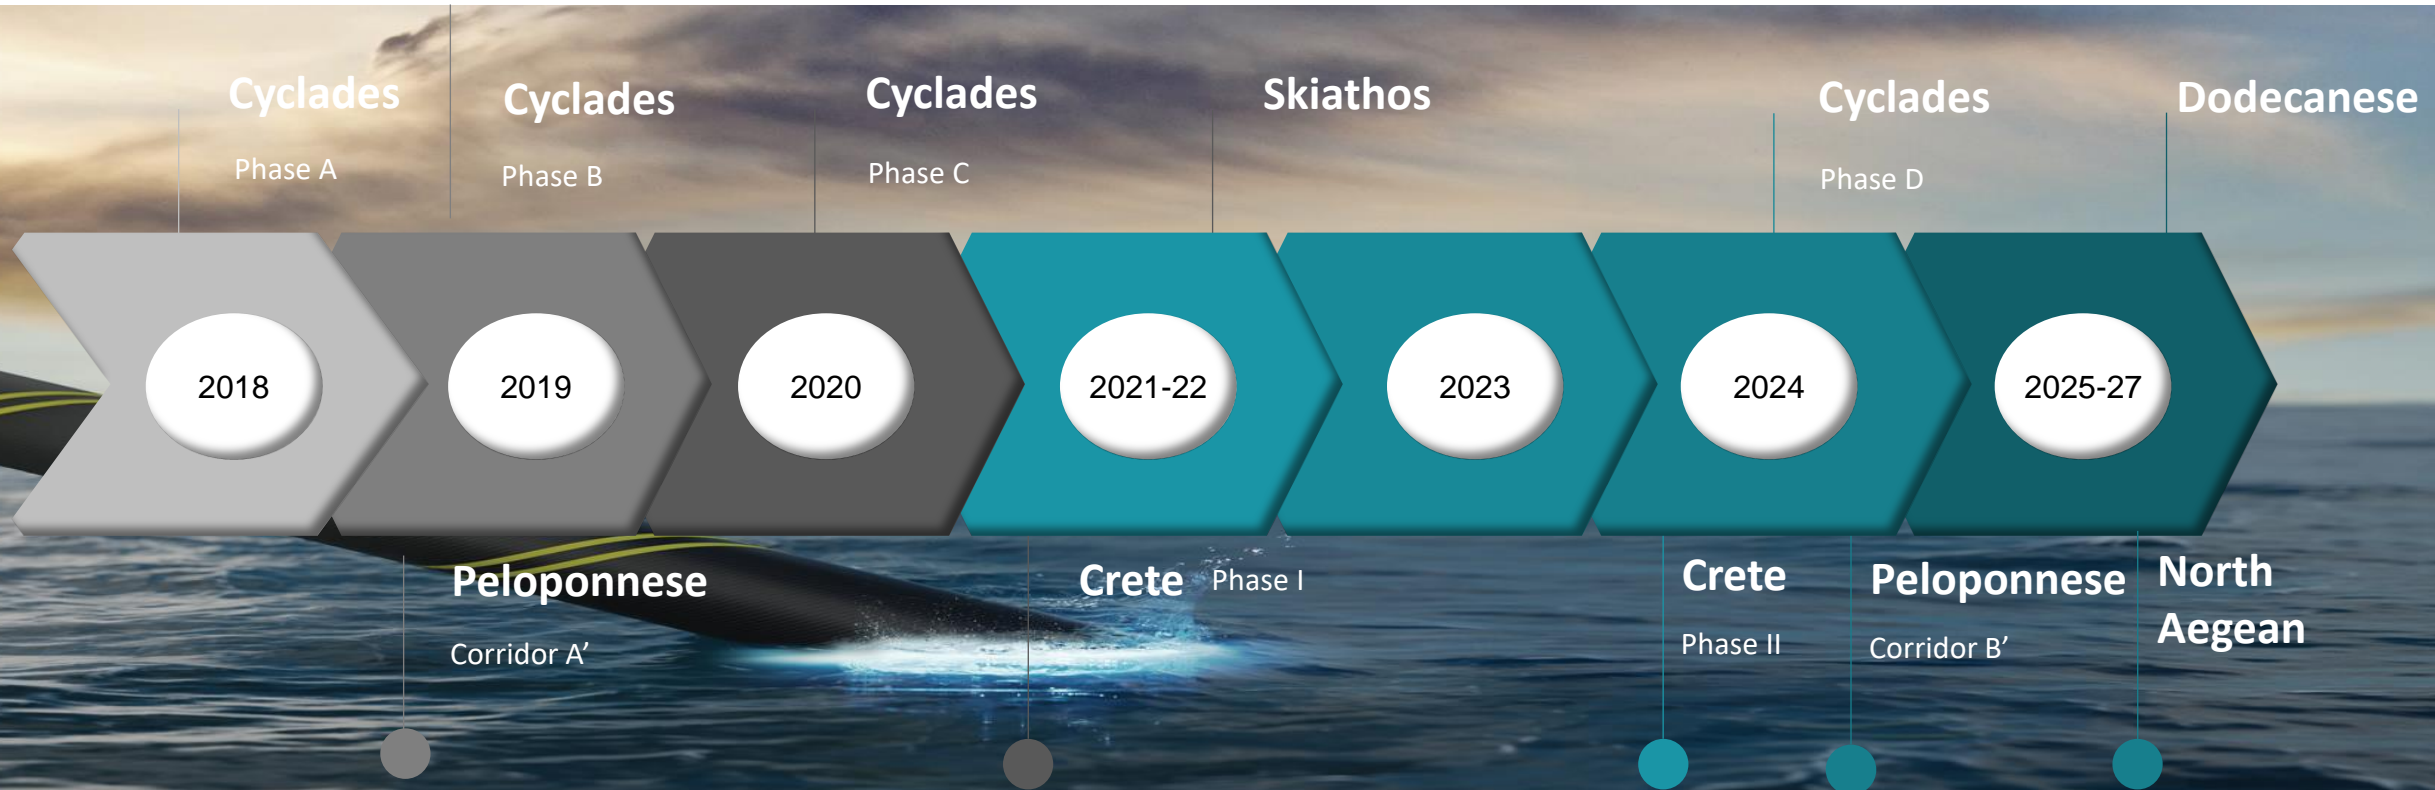 Cyclades
Phase A
Cyclades
Phase B
Cyclades
Phase C
Skiathos
Cyclades
Phase D
Dodecanese
2018
2019
2020
2021-22
2023
2024
2025-27
Peloponnese
Corridor A’
Crete Phase I
Crete
Phase II
Peloponnese
Corridor B’
North
Aegean